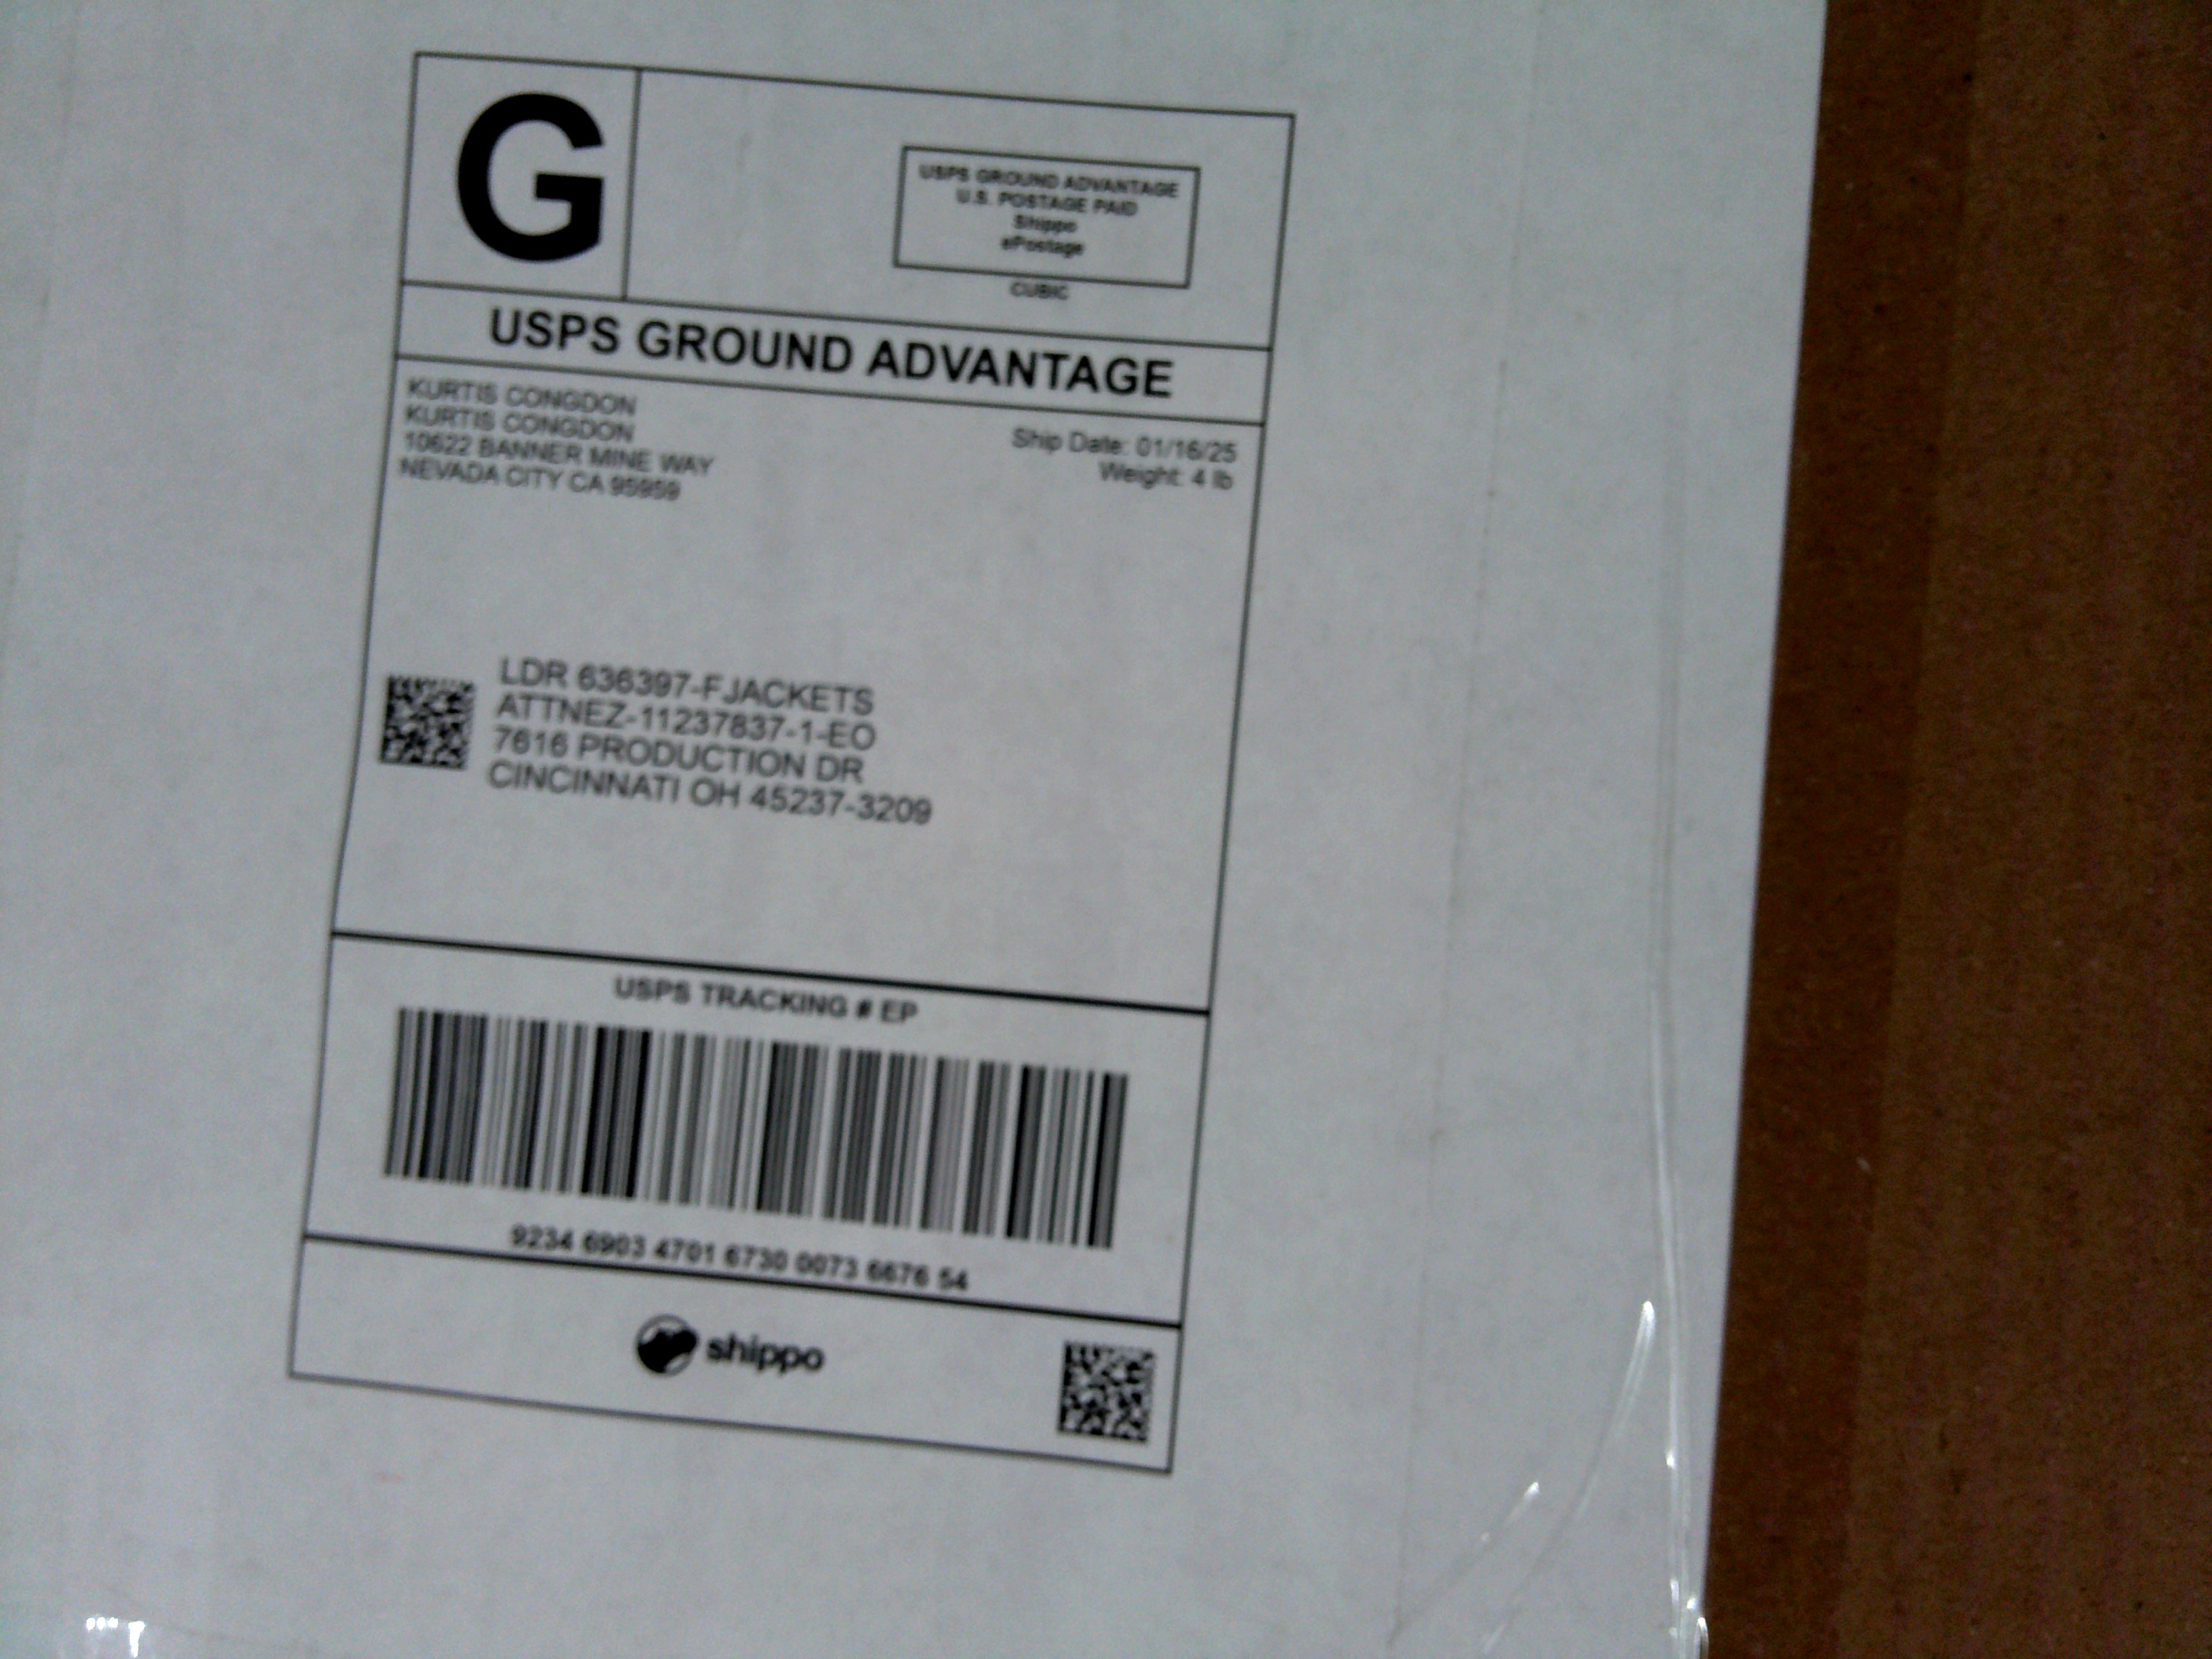 G
USPS GROUND ADVANTAGE
U.S. POSTAGE PAID
Shippo
ePostage
CUBIC
USPS GROUND ADVANTAGE
KURTIS CONGDON
KURTIS CONGDON
10622 BANNER MINE WAY
NEVADA CITY CA 95959
Ship Date: 01/16/25
Weight: 4 lb
LDR 636397-FJACKETS
ATTNEZ-11237837-1-EO
7616 PRODUCTION DR
CINCINNATI OH 45237-3209
USPS TRACKING # EP
9234 6903 4701 6730 0073 6676 54
shippo